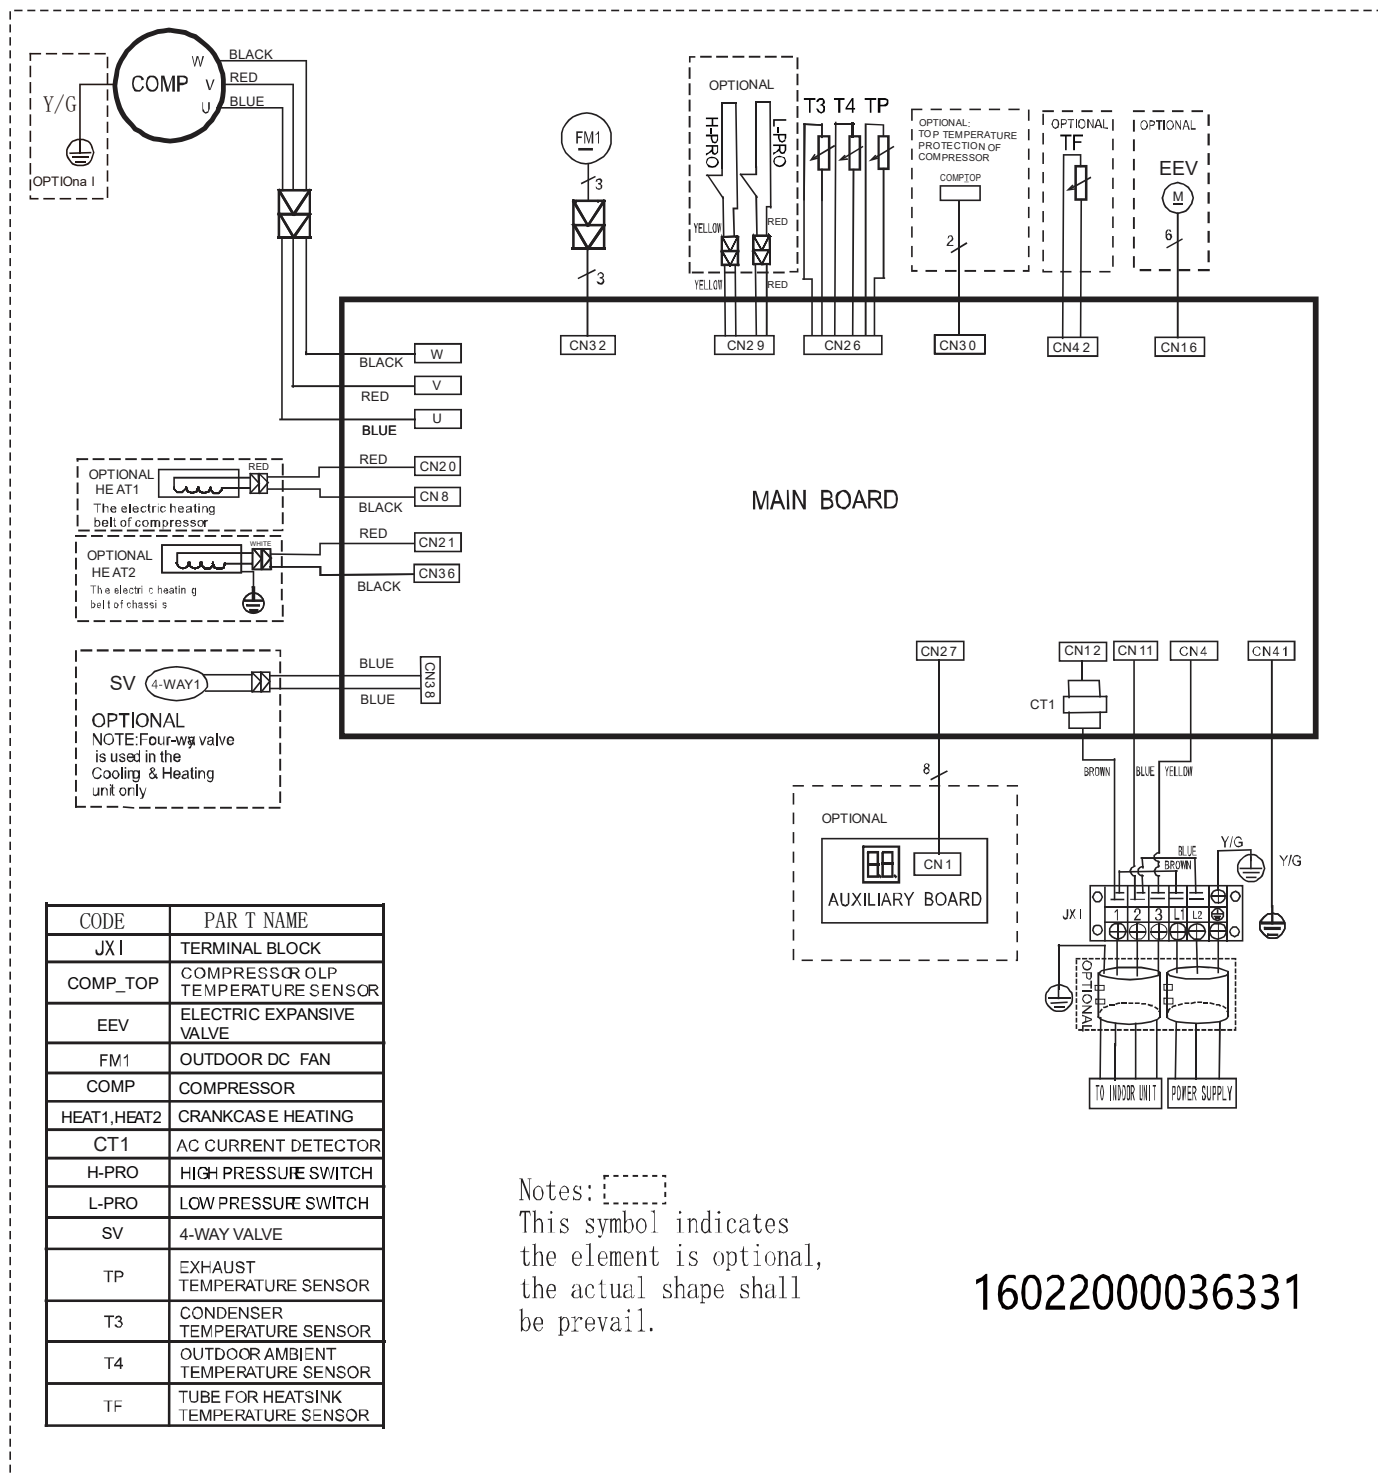 W
BLACK
COMP
V
RED
U
BLUE
Y/G
OPTIOna l
FM1
3
3
OPTIONAL
H-PRO
L-PRO
YELLOW
RED
YELLOW
RED
T3 T4 TP
OPTIONAL:
TOP TEMPERATURE
PROTECTION OF
COMPRESSOR
COMPTOP
2
OPTIONAL
TF
OPTIONAL
EEV
M
6
CN32
CN29
CN26
CN30
CN42
CN16
BLACK
W
RED
V
BLUE
U
OPTIONAL
HEAT1
RED
The electric heating
belt of compressor
RED
CN20
BLACK
CN8
OPTIONAL
HEAT2
WHITE
The electric heating
belt of chassis
RED
CN21
BLACK
CN36
MAIN BOARD
SV
4-WAY1
OPTIONAL
NOTE:Four-way valve
is used in the
Cooling & Heating
unit only
BLUE
BLUE
CN38
CN27
CN12
CN11
CN4
CN41
CT1
BROWN
BLUE
YELLOW
8
OPTIONAL
CN1
AUXILIARY BOARD
BLUE
BROWN
Y/G
Y/G
JX1
1 2 3 L1 L2
OPTIONAL
TO INDOOR UNIT
POWER SUPPLY
CODE PART NAME
JX1 TERMINAL BLOCK
COMP_TOP COMPRESSOR OLP
TEMPERATURE SENSOR
EEV ELECTRIC EXPANSIVE
VALVE
FM1 OUTDOOR DC FAN
COMP COMPRESSOR
HEAT1,HEAT2 CRANKCASE HEATING
CT1 AC CURRENT DETECTOR
H-PRO HIGH PRESSURE SWITCH
L-PRO LOW PRESSURE SWITCH
SV 4-WAY VALVE
TP EXHAUST
TEMPERATURE SENSOR
T3 CONDENSER
TEMPERATURE SENSOR
T4 OUTDOOR AMBIENT
TEMPERATURE SENSOR
TF TUBE FOR HEATSINK
TEMPERATURE SENSOR
Notes:
This symbol indicates
the element is optional,
the actual shape shall
be prevail.
16022000036331